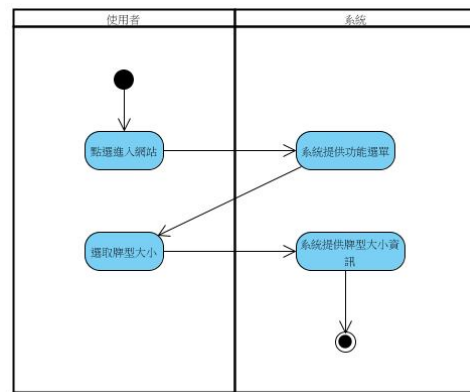 使用者
系統
點選進入網站
系統提供功能選單
選取牌型大小
系統提供牌型大小資
訊